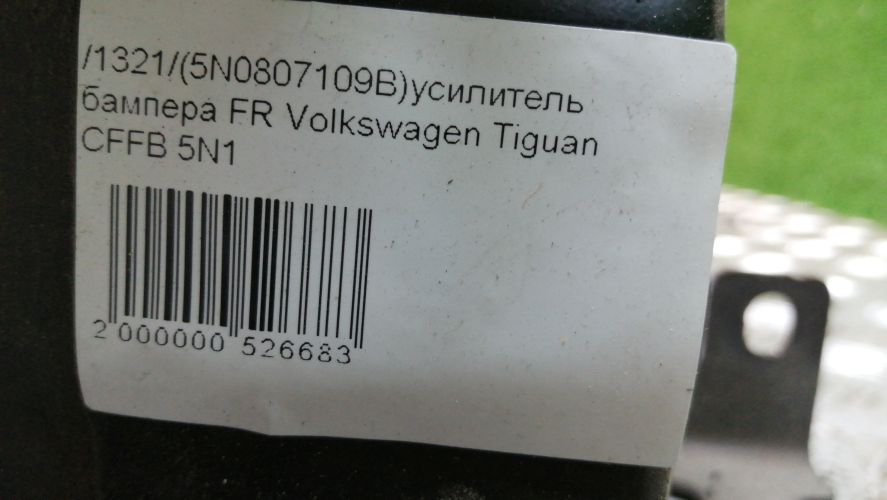 /1321/(5N0807109B)усилитель
бампера FR Volkswagen Tiguan
CFFB 5N1
2 000000 526683